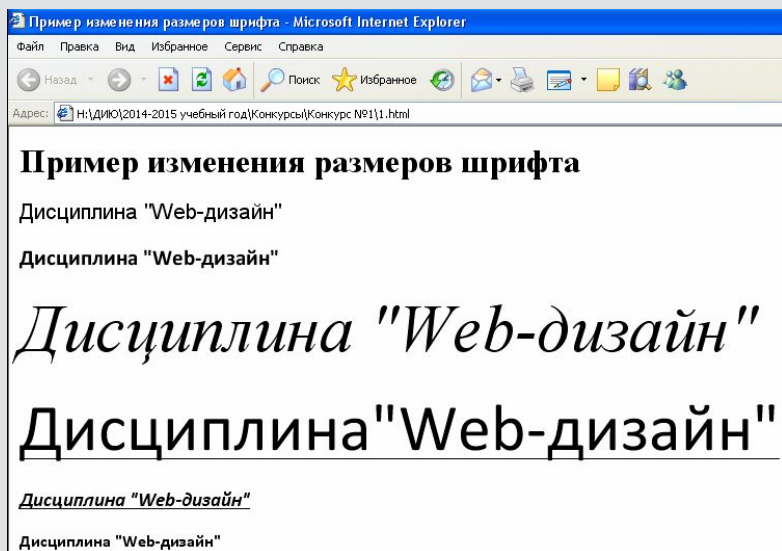 Пример изменения размеров шрифта - Microsoft Internet Explorer
Файл Правка Вид Избранное Сервис Справка
Назад Поиск Избранное
Адрес: H:\ДИЮ\2014-2015 учебный год\Конкурсы\Конкурс №1\1.html
Пример изменения размеров шрифта
Дисциплина "Web-дизайн"
Дисциплина "Web-дизайн"
Дисциплина "Web-дизайн"
Дисциплина"Web-дизайн"
Дисциплина "Web-дизайн"
Дисциплина "Web-дизайн"